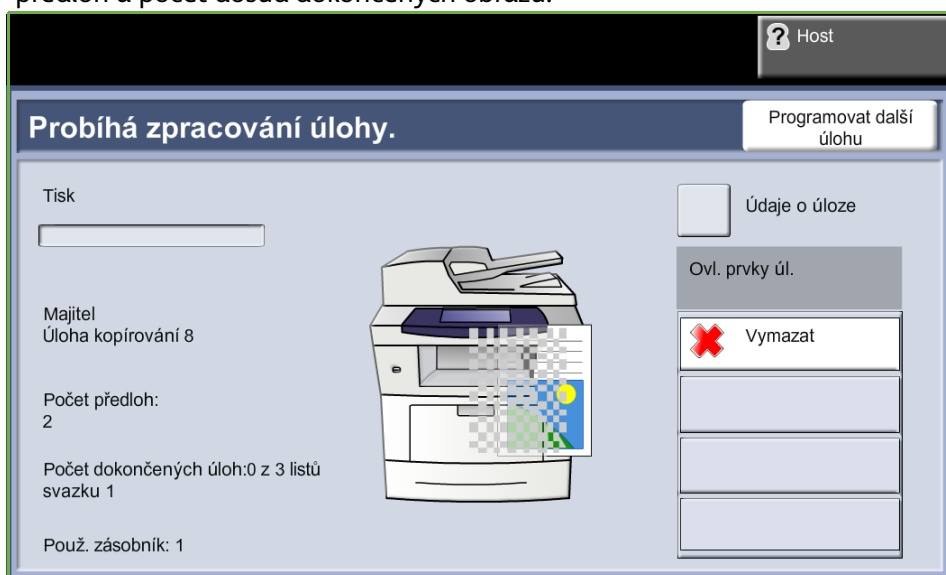 předloh a počet dosud dokončených obrazů.
? Host
Probíhá zpracování úlohy.
Programovat další
úlohu
Tisk
Údaje o úloze
Ovl. prvky úl.
Majitel
Úloha kopírování 8
Vymazat
Počet předloh:
2
Počet dokončených úloh:0 z 3 listů
svazku 1
Použ. zásobník: 1